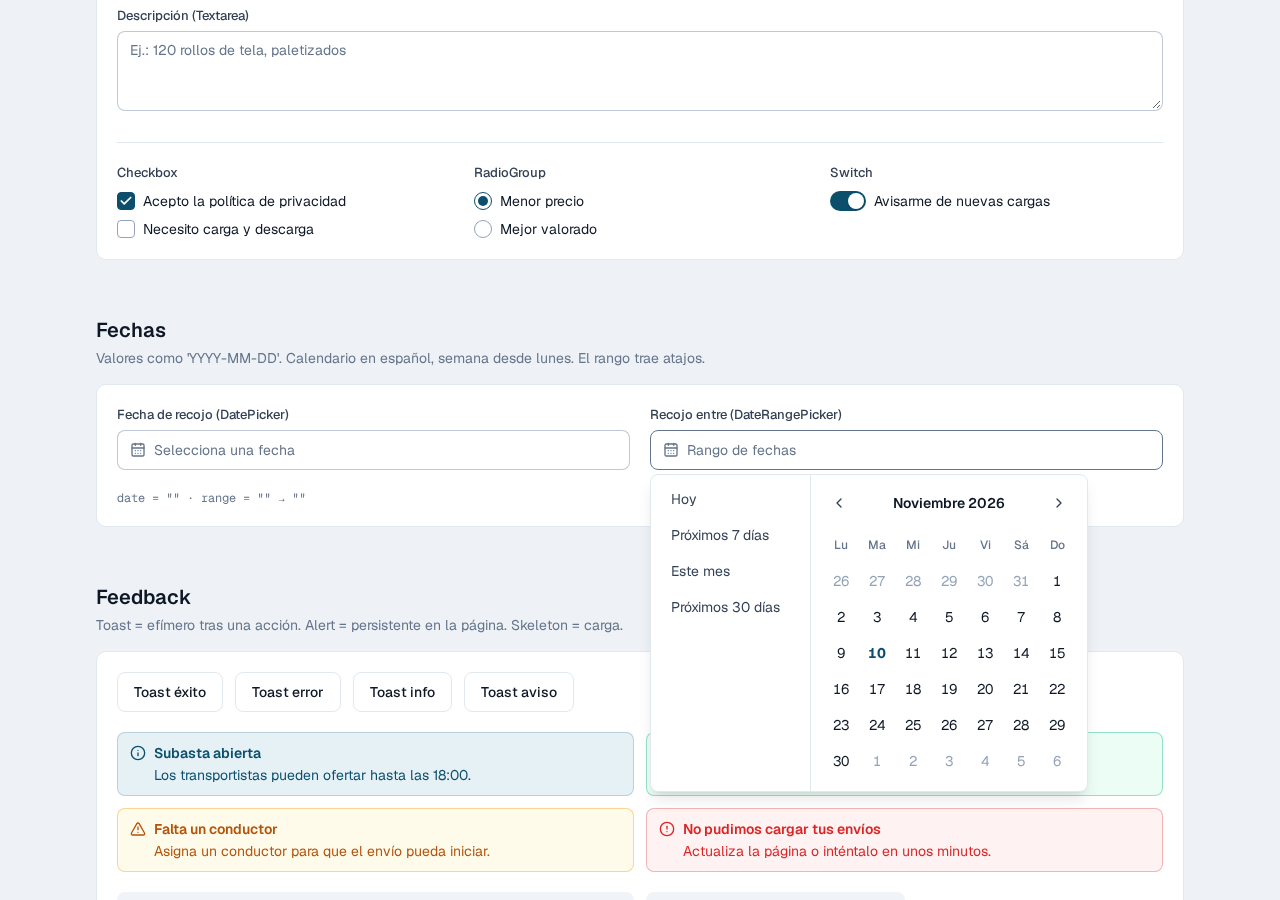 Descripción (Textarea)
Ej.: 120 rollos de tela, paletizados
Checkbox
Acepto la política de privacidad
Necesito carga y descarga
RadioGroup
Menor precio
Mejor valorado
Switch
Avisarme de nuevas cargas
Fechas
Valores como 'YYYY-MM-DD'. Calendario en español, semana desde lunes. El rango trae atajos.
Fecha de recojo (DatePicker)
Selecciona una fecha
date = "" · range = "" → ""
Recojo entre (DateRangePicker)
Rango de fechas
Hoy
Próximos 7 días
Este mes
Próximos 30 días
Noviembre 2026
Lu Ma Mi Ju Vi Sá Do
26 27 28 29 30 31 1
2 3 4 5 6 7 8
9 10 11 12 13 14 15
16 17 18 19 20 21 22
23 24 25 26 27 28 29
30 1 2 3 4 5 6
Feedback
Toast = efímero tras una acción. Alert = persistente en la página. Skeleton = carga.
Toast éxito
Toast error
Toast info
Toast aviso
Subasta abierta
Los transportistas pueden ofertar hasta las 18:00.
Falta un conductor
Asigna un conductor para que el envío pueda iniciar.
No pudimos cargar tus envíos
Actualiza la página o inténtalo en unos minutos.